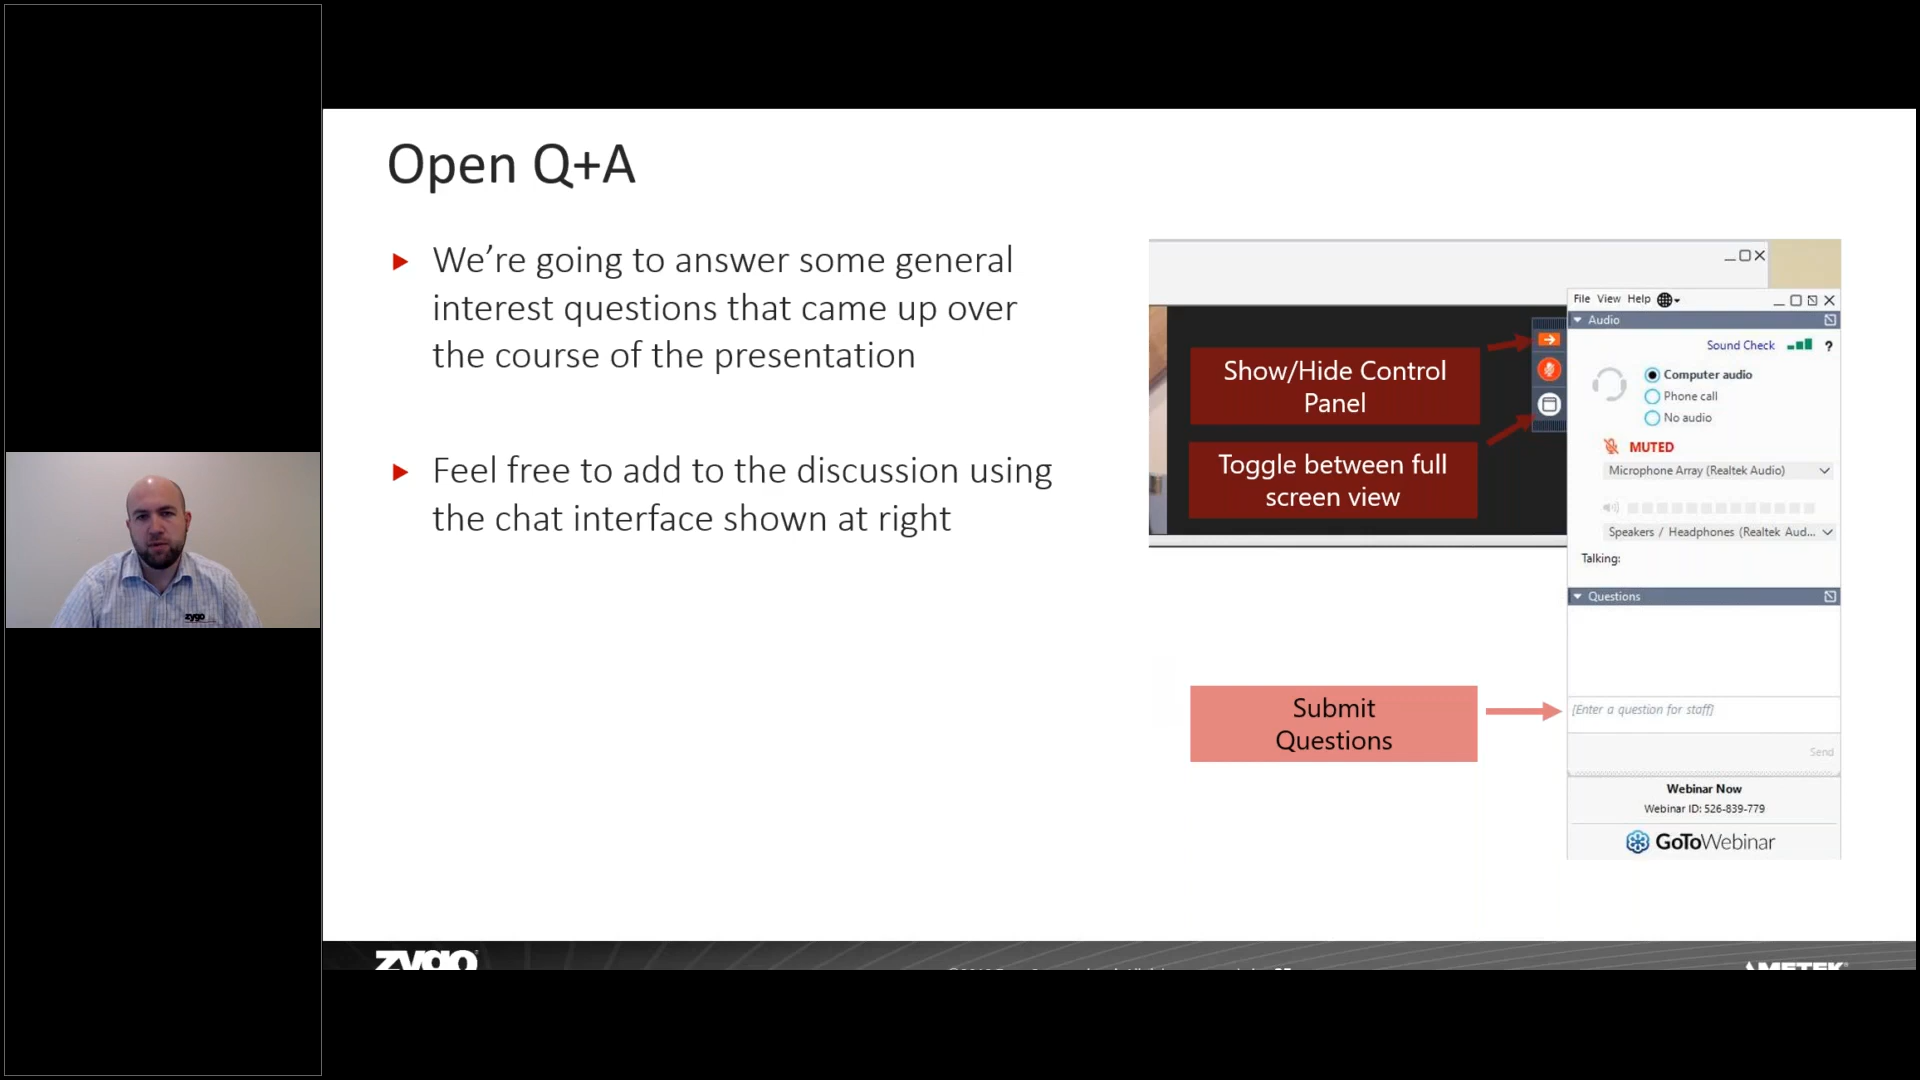 Open Q+A
We’re going to answer some general
interest questions that came up over
the course of the presentation
Feel free to add to the discussion using
the chat interface shown at right
Show/Hide Control
Panel
Toggle between full
screen view
Submit
Questions
File View Help
Audio
Sound Check ?
Computer audio
Phone call
No audio
MUTED
Microphone Array (Realtek Audio)
Speakers / Headphones (Realtek Aud...
Talking:
Questions
[Enter a question for staff]
Send
Webinar Now
Webinar ID: 526-839-779
GoToWebinar
zygo
zygo
AMETEK